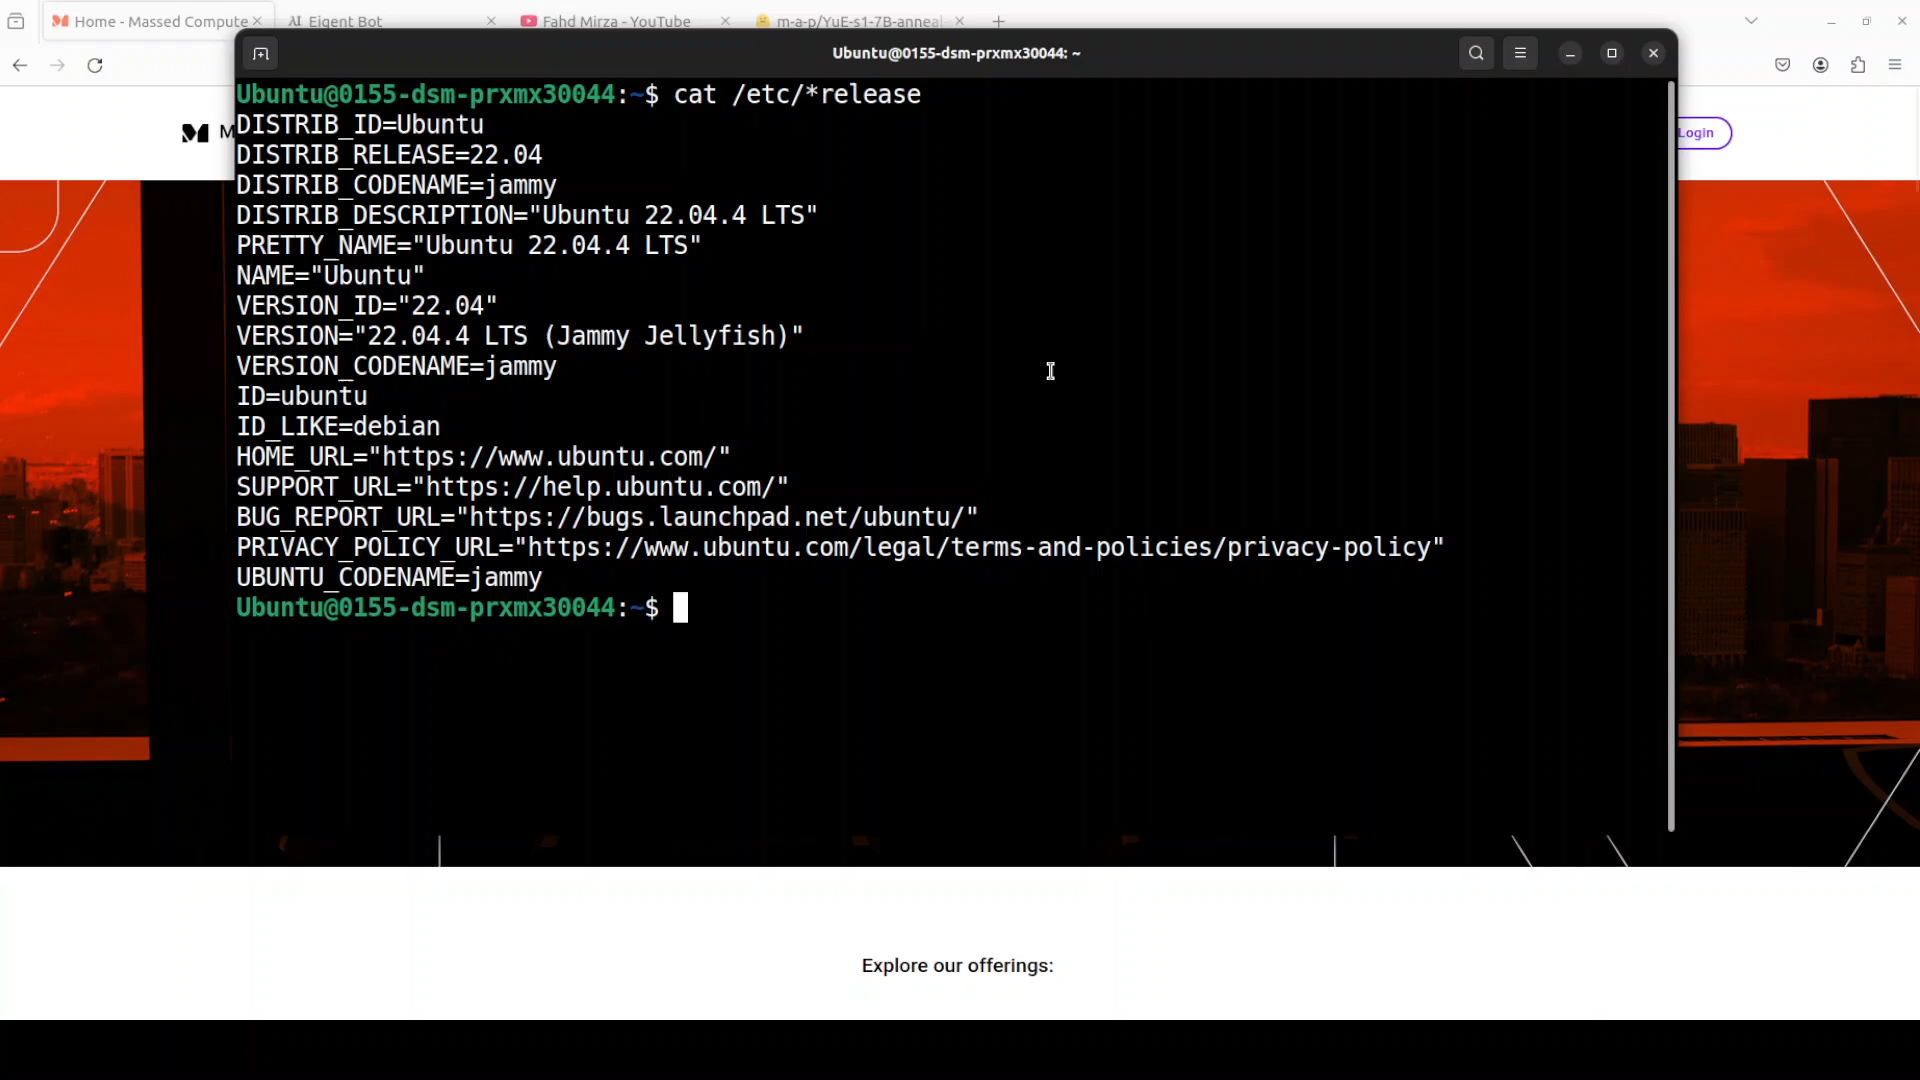 Home - Massed Compute
Eigent Bot
Fahd Mirza - YouTube
m-a-p/YuE-s1-7B-anneal
Ubuntu@0155-dsm-prxmx30044: ~
M
Login
Ubuntu@0155-dsm-prxmx30044:~$ cat /etc/*release
DISTRIB_ID=Ubuntu
DISTRIB_RELEASE=22.04
DISTRIB_CODENAME=jammy
DISTRIB_DESCRIPTION="Ubuntu 22.04.4 LTS"
PRETTY_NAME="Ubuntu 22.04.4 LTS"
NAME="Ubuntu"
VERSION_ID="22.04"
VERSION="22.04.4 LTS (Jammy Jellyfish)"
VERSION_CODENAME=jammy
ID=ubuntu
ID_LIKE=debian
HOME_URL="https://www.ubuntu.com/"
SUPPORT_URL="https://help.ubuntu.com/"
BUG_REPORT_URL="https://bugs.launchpad.net/ubuntu/"
PRIVACY_POLICY_URL="https://www.ubuntu.com/legal/terms-and-policies/privacy-policy"
UBUNTU_CODENAME=jammy
Ubuntu@0155-dsm-prxmx30044:~$
Explore our offerings: